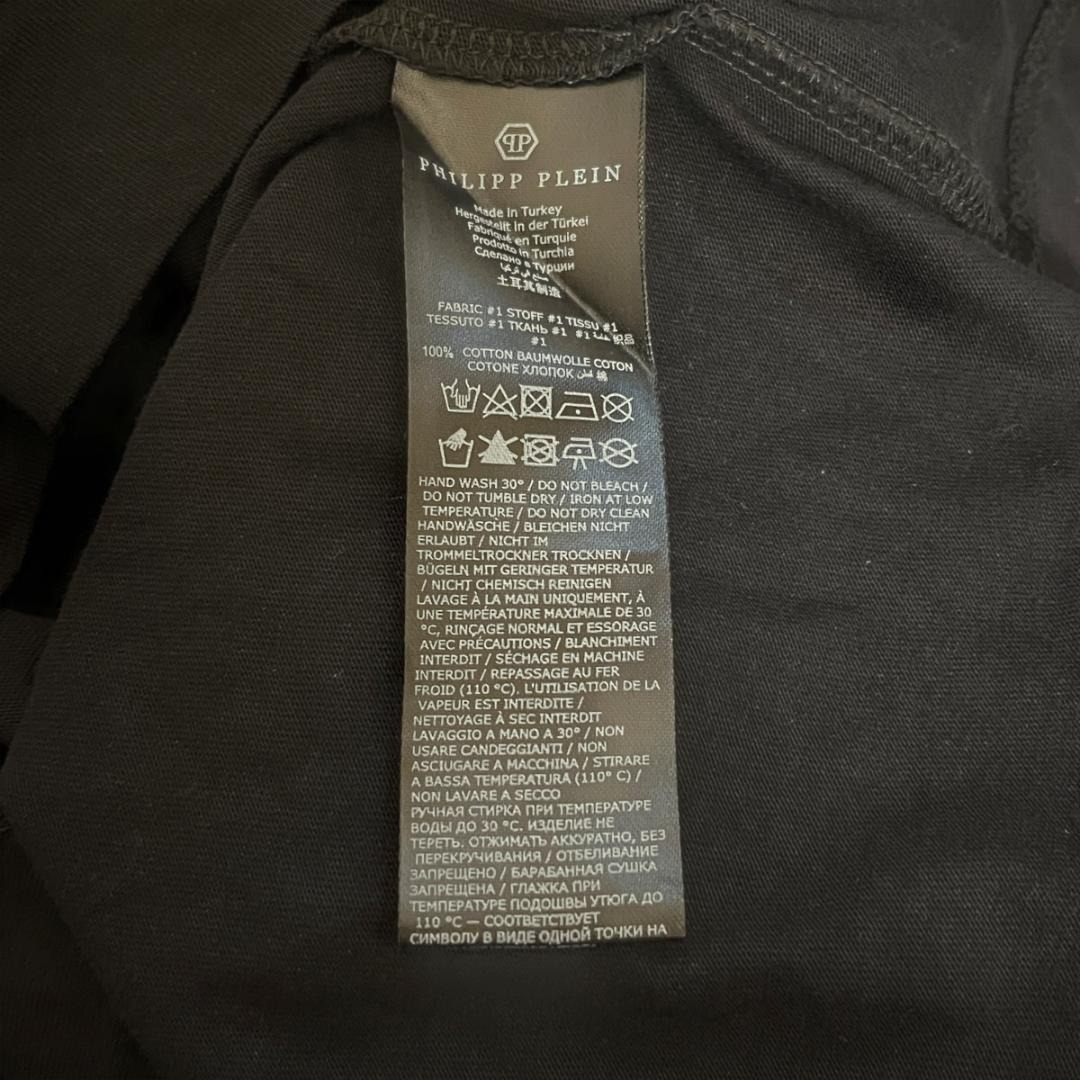 PHILIPP PLEIN
Made in Turkey
Hergestellt in der Türkei
Fabriqué en Turquie
Prodotto in Turchia
Сделано в Турции
صنع في تركيا
土耳其制造
FABRIC #1 STOFF #1 TISSU #1
TESSUTO #1 ТКАНЬ #1 #1
#1
100% COTTON BAUMWOLLE COTON
COTONE ХЛОПОК قطن 棉
HAND WASH 30° / DO NOT BLEACH /
DO NOT TUMBLE DRY / IRON AT LOW
TEMPERATURE / DO NOT DRY CLEAN
HANDWÄSCHE / BLEICHEN NICHT
ERLAUBT / NICHT IM
TROMMELTROCKNER TROCKNEN /
BÜGELN MIT GERINGER TEMPERATUR
/ NICHT CHEMISCH REINIGEN
LAVAGE À LA MAIN UNIQUEMENT, À
UNE TEMPÉRATURE MAXIMALE DE 30
°C, RINÇAGE NORMAL ET ESSORAGE
AVEC PRÉCAUTIONS / BLANCHIMENT
INTERDIT / SÉCHAGE EN MACHINE
INTERDIT / REPASSAGE AU FER
FROID (110 °C). L'UTILISATION DE LA
VAPEUR EST INTERDITE /
NETTOYAGE À SEC INTERDIT
LAVAGGIO A MANO A 30° / NON
USARE CANDEGGIANTI / NON
ASCIUGARE A MACCHINA / STIRARE
A BASSA TEMPERATURA (110° C) /
NON LAVARE A SECCO
РУЧНАЯ СТИРКА ПРИ ТЕМПЕРАТУРЕ
ВОДЫ ДО 30 °C. ИЗДЕЛИЕ НЕ
ТЕРЕТЬ. ОТЖИМАТЬ АККУРАТНО, БЕЗ
ПЕРЕКРУЧИВАНИЯ / ОТБЕЛИВАНИЕ
ЗАПРЕЩЕНО / БАРАБАННАЯ СУШКА
ЗАПРЕЩЕНА / ГЛАЖКА ПРИ
ТЕМПЕРАТУРЕ ПОДОШВЫ УТЮГА ДО
110 °C — СООТВЕТСТВУЕТ
СИМВОЛУ В ВИДЕ ОДНОЙ ТОЧКИ НА